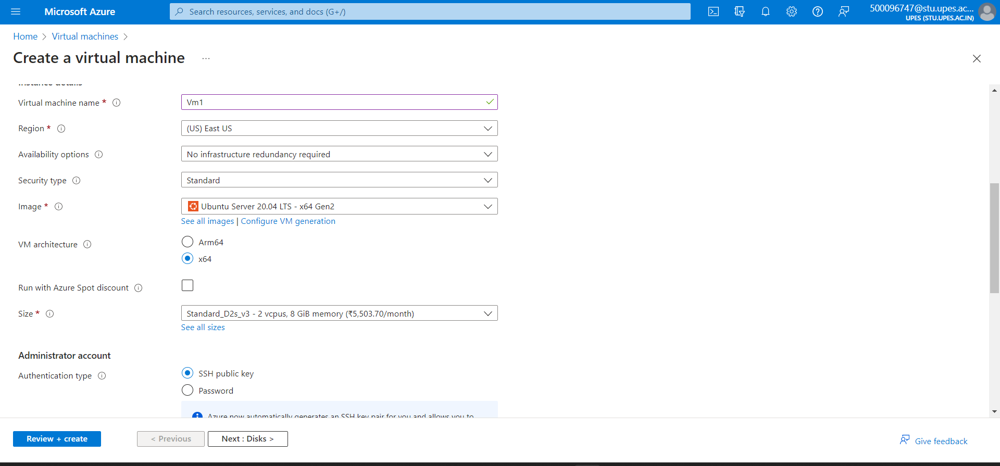 Microsoft Azure
Search resources, services, and docs (G+/)
500096747@stu.upes.ac...
UPES (STU.UPES.AC.IN)
Home > Virtual machines >
Create a virtual machine ...
Instance details
Virtual machine name * Vm1
Region * (US) East US
Availability options No infrastructure redundancy required
Security type Standard
Image * Ubuntu Server 20.04 LTS - x64 Gen2
See all images | Configure VM generation
VM architecture
Arm64
x64
Run with Azure Spot discount
Size * Standard_D2s_v3 - 2 vcpus, 8 GiB memory (₹5,503.70/month)
See all sizes
Administrator account
Authentication type
SSH public key
Password
Azure now automatically generates an SSH key pair for you and allows you to
Review + create
< Previous
Next : Disks >
Give feedback